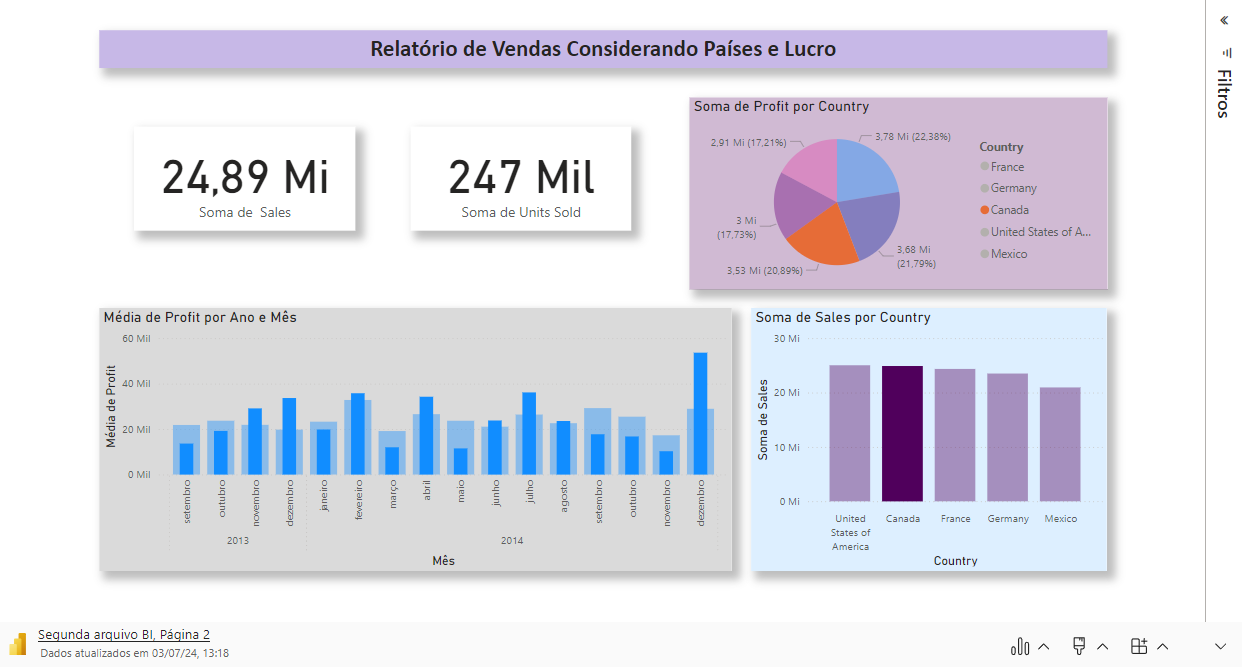 Relatório de Vendas Considerando Países e Lucro
24,89 Mi
Soma de  Sales
247 Mil
Soma de Units Sold
Soma de Profit por Country
3,78 Mi (22,38%)
3,68 Mi
(21,79%)
3,53 Mi (20,89%)
3 Mi
(17,73%)
2,91 Mi (17,21%)
Country
France
Germany
Canada
United States of A...
Mexico
Média de Profit por Ano e Mês
Média de Profit
60 Mil
40 Mil
20 Mil
0 Mil
setembro
outubro
novembro
dezembro
janeiro
fevereiro
março
abril
maio
junho
julho
agosto
setembro
outubro
novembro
dezembro
2013
2014
Mês
Soma de Sales por Country
Soma de Sales
30 Mi
20 Mi
10 Mi
0 Mi
United
States of
America
Canada
France
Germany
Mexico
Country
Filtros
Segunda arquivo BI, Página 2
Dados atualizados em 03/07/24, 13:18